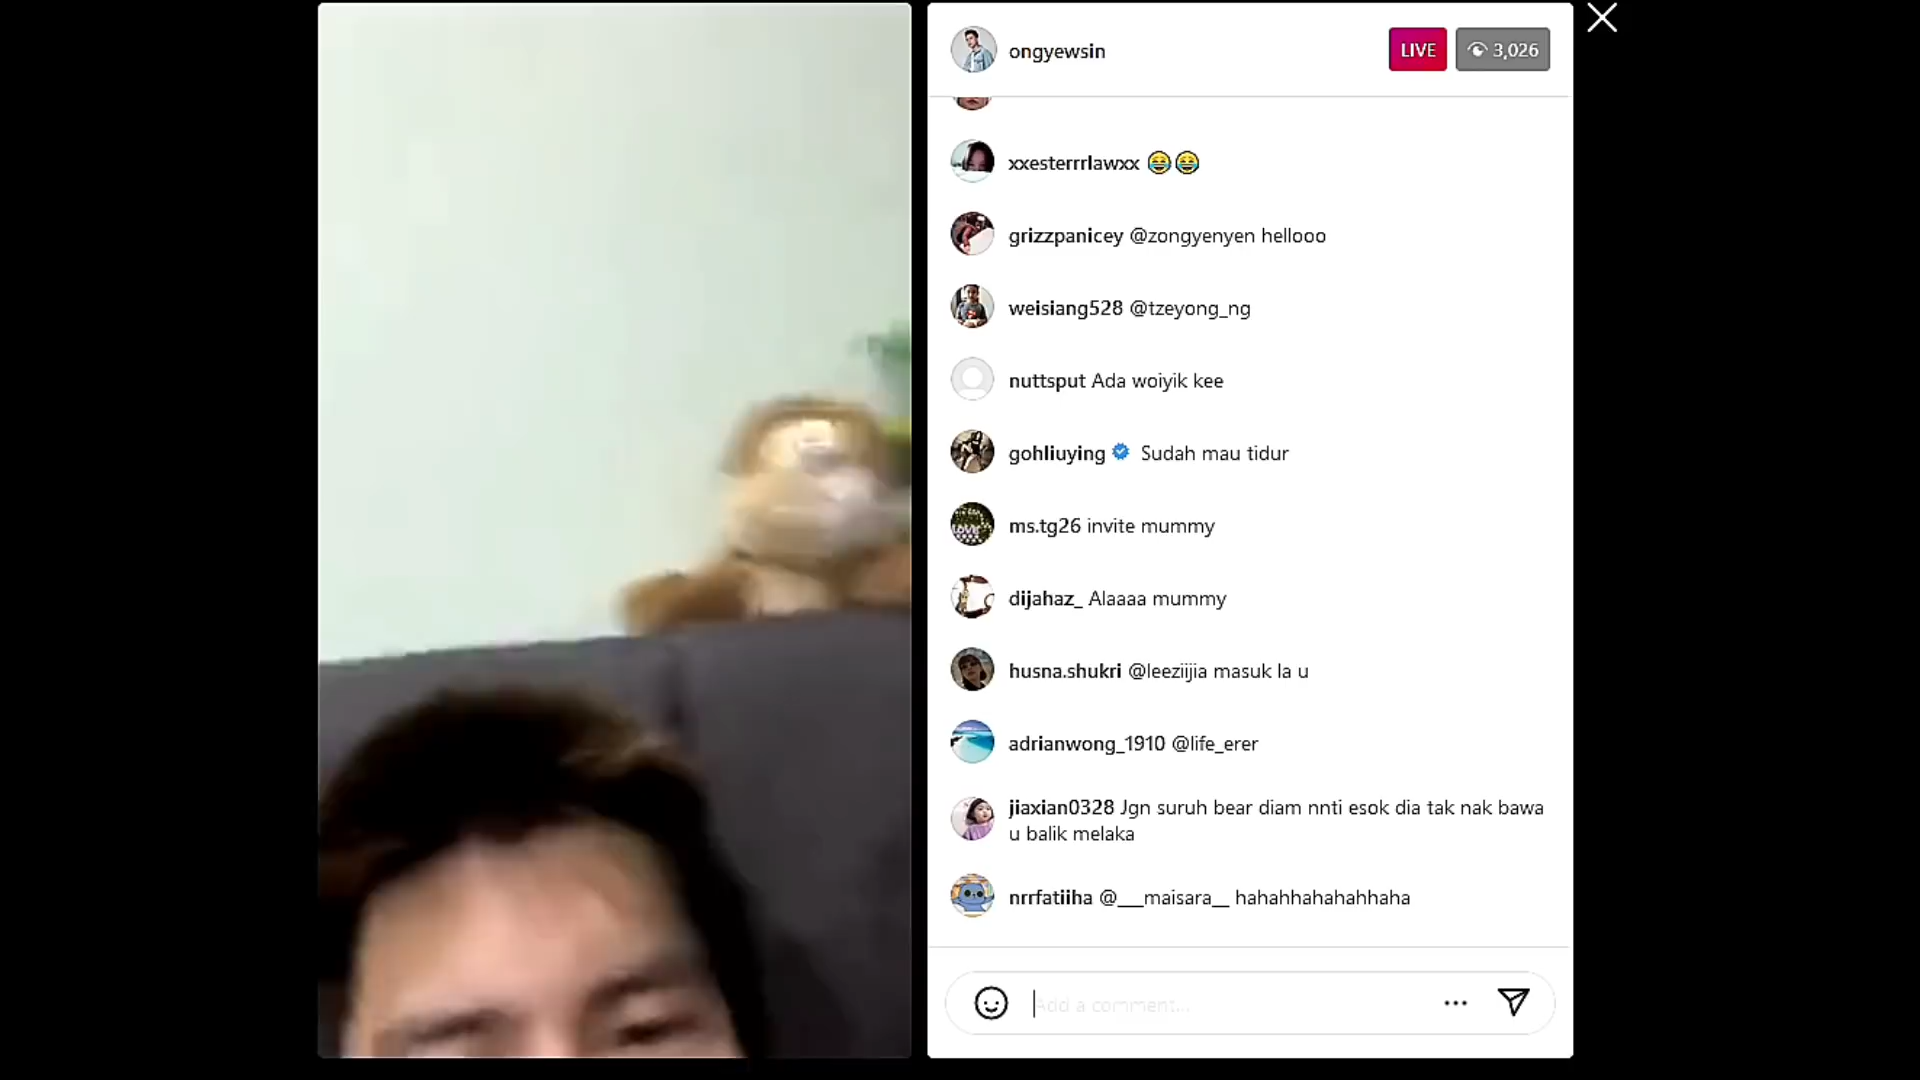 ongyewsin
LIVE
3,026
xxesterrrlawxx 😂😂
grizzpanicey @zongyenyen hellooo
weisiang528 @tzeyong_ng
nuttsput Ada woiyik kee
gohliuying Sudah mau tidur
ms.tg26 invite mummy
dijahaz_ Alaaaa mummy
husna.shukri @leeziijia masuk la u
adrianwong_1910 @life_erer
jiaxian0328 Jgn suruh bear diam nnti esok dia tak nak bawa
u balik melaka
nrrfatiiha @___maisara__ hahahhahahahhaha
Add a comment...